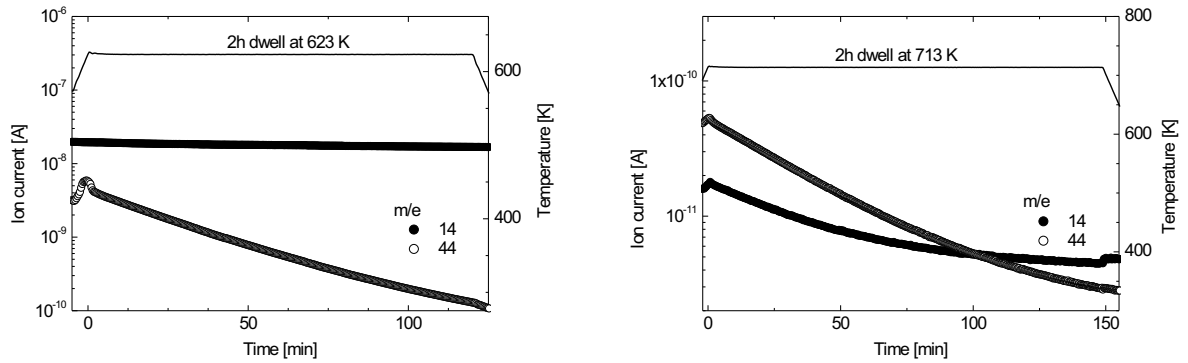 10⁻⁶
10⁻⁷
10⁻⁸
10⁻⁹
10⁻¹⁰
Ion current [A]
2h dwell at 623 K
600
400
Temperature [K]
m/e
14
44
0
50
100
Time [min]
1x10⁻¹⁰
10⁻¹¹
Ion current [A]
2h dwell at 713 K
800
600
400
Temperature [K]
m/e
14
44
0
50
100
150
Time [min]